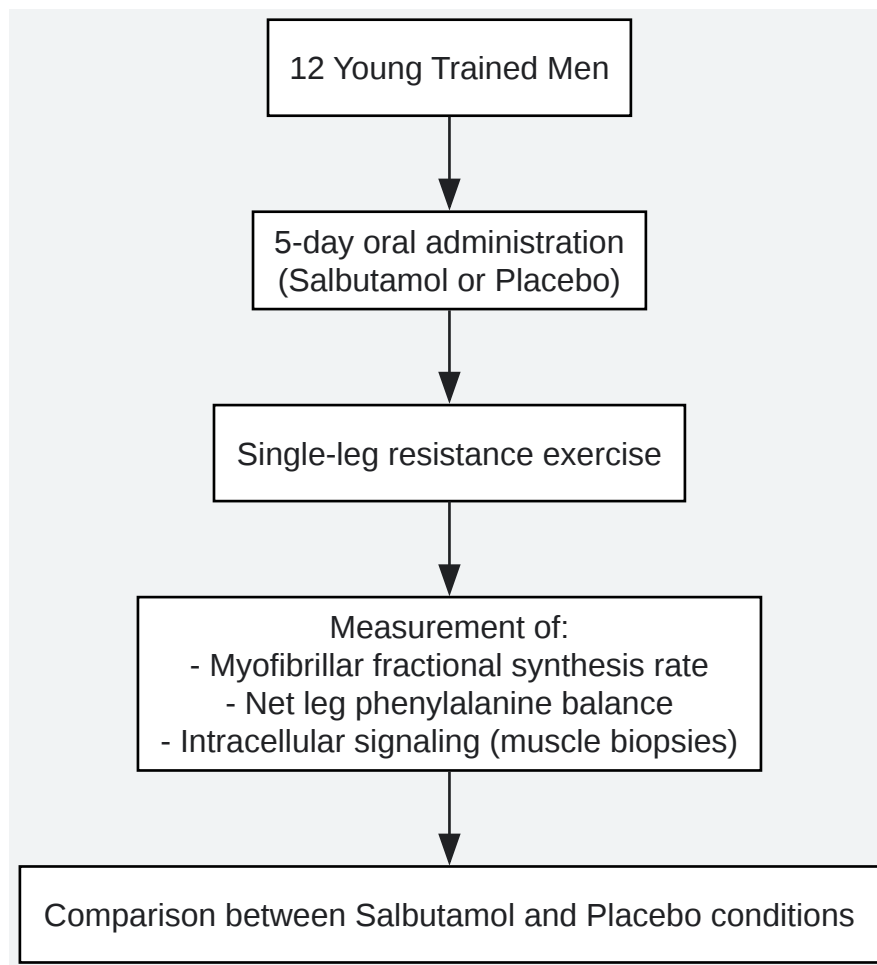 12 Young Trained Men
5-day oral administration
(Salbutamol or Placebo)
Single-leg resistance exercise
Measurement of:
- Myofibrillar fractional synthesis rate
- Net leg phenylalanine balance
- Intracellular signaling (muscle biopsies)
Comparison between Salbutamol and Placebo conditions